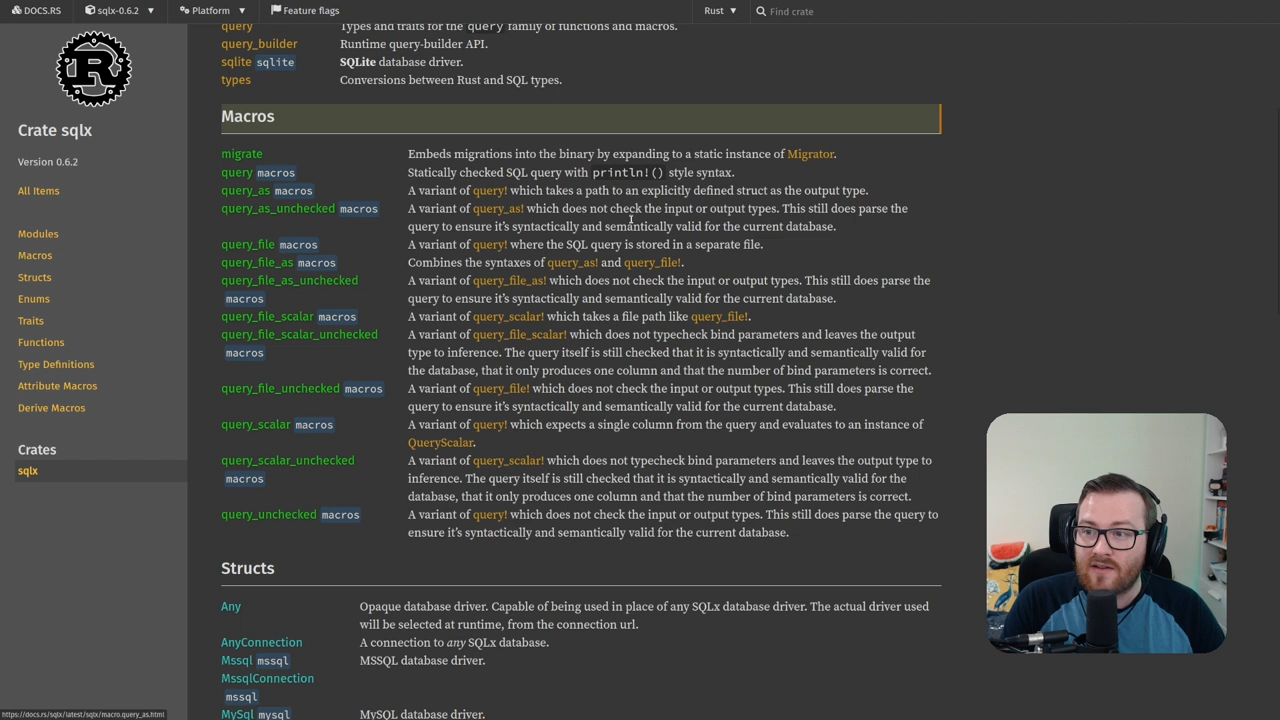 DOCS.RS sqlx-0.6.2 Platform Feature flags Rust Find crate
Crate sqlx
Version 0.6.2
All Items
Modules
Macros
Structs
Enums
Traits
Functions
Type Definitions
Attribute Macros
Derive Macros
Crates
sqlx
query Types and traits for the query family of functions and macros.
query_builder Runtime query-builder API.
sqlite sqlite SQLite database driver.
types Conversions between Rust and SQL types.
Macros
migrate Embeds migrations into the binary by expanding to a static instance of Migrator.
query macros Statically checked SQL query with println!() style syntax.
query_as macros A variant of query! which takes a path to an explicitly defined struct as the output type.
query_as_unchecked macros A variant of query_as! which does not check the input or output types. This still does parse the
query to ensure it's syntactically and semantically valid for the current database.
query_file macros A variant of query! where the SQL query is stored in a separate file.
query_file_as macros Combines the syntaxes of query_as! and query_file!.
query_file_as_unchecked A variant of query_file_as! which does not check the input or output types. This still does parse the
macros query to ensure it's syntactically and semantically valid for the current database.
query_file_scalar macros A variant of query_scalar! which takes a file path like query_file!.
query_file_scalar_unchecked A variant of query_file_scalar! which does not typecheck bind parameters and leaves the output
macros type to inference. The query itself is still checked that it is syntactically and semantically valid for
the database, that it only produces one column and that the number of bind parameters is correct.
query_file_unchecked macros A variant of query_file! which does not check the input or output types. This still does parse the
query to ensure it's syntactically and semantically valid for the current database.
query_scalar macros A variant of query! which expects a single column from the query and evaluates to an instance of
QueryScalar.
query_scalar_unchecked A variant of query_scalar! which does not typecheck bind parameters and leaves the output type to
macros inference. The query itself is still checked that it is syntactically and semantically valid for the
database, that it only produces one column and that the number of bind parameters is correct.
query_unchecked macros A variant of query! which does not check the input or output types. This still does parse the query to
ensure it's syntactically and semantically valid for the current database.
Structs
Any Opaque database driver. Capable of being used in place of any SQLx database driver. The actual driver used
will be selected at runtime, from the connection url.
AnyConnection A connection to any SQLx database.
Mssql mssql MSSQL database driver.
MssqlConnection
mssql
MySql mysql MySQL database driver.
https://docs.rs/sqlx/latest/sqlx/macro.query_as.html